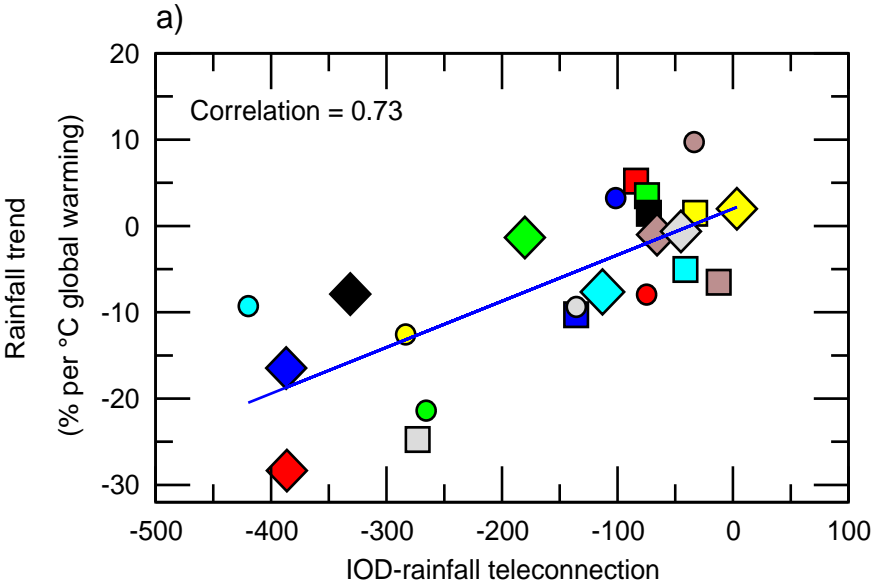 a)
20
10
0
-10
-20
-30
Correlation = 0.73
Rainfall trend
(% per °C global warming)
-500 -400 -300 -200 -100 0 100
IOD-rainfall teleconnection